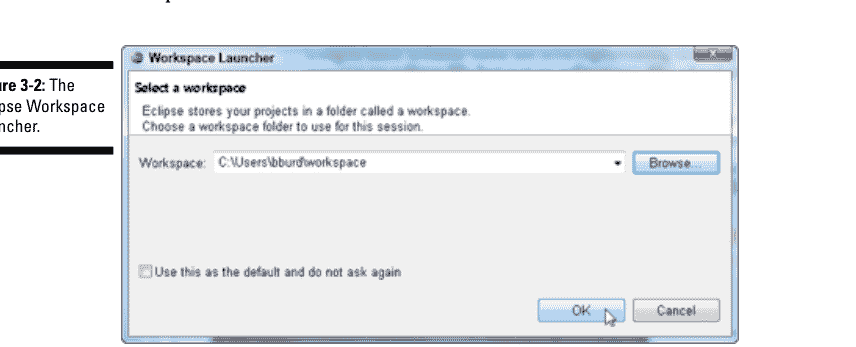 ure 3-2: The
pse Workspace
ncher.
Workspace Launcher
Select a workspace
Eclipse stores your projects in a folder called a workspace.
Choose a workspace folder to use for this session.
Workspace: C:\Users\bburd\workspace
Browse...
Use this as the default and do not ask again
OK Cancel